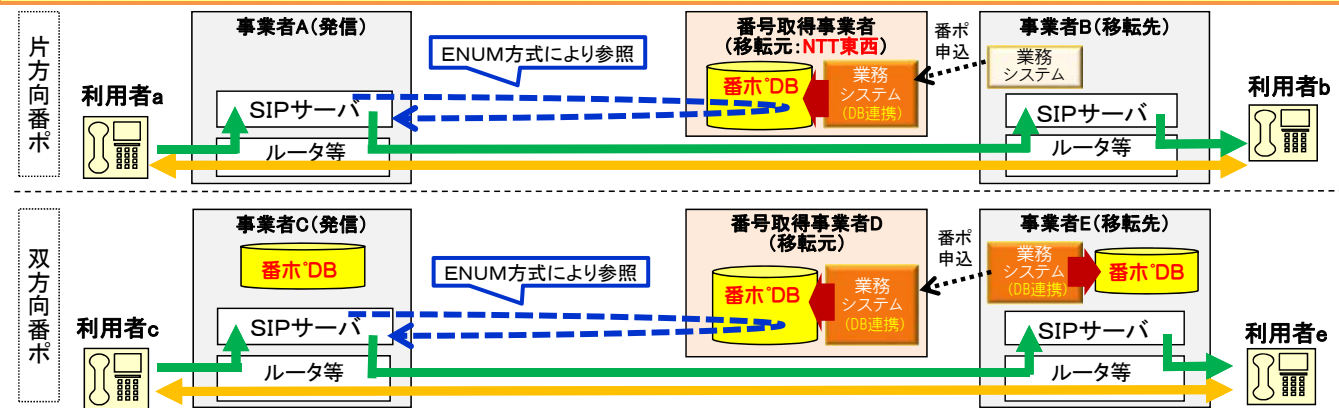 片方向番ポ
事業者A(発信)
ENUM方式により参照
利用者a
SIPサーバ
ルータ等
番号取得事業者
(移転元:NTT東西)
番ポDB
業務
システム
(DB連携)
番ポ
申込
事業者B(移転先)
業務
システム
SIPサーバ
ルータ等
利用者b
双方向番ポ
事業者C(発信)
番ポDB
ENUM方式により参照
利用者c
SIPサーバ
ルータ等
番号取得事業者D
(移転元)
番ポDB
業務
システム
(DB連携)
番ポ
申込
事業者E(移転先)
業務
システム
(DB連携)
番ポDB
SIPサーバ
ルータ等
利用者e